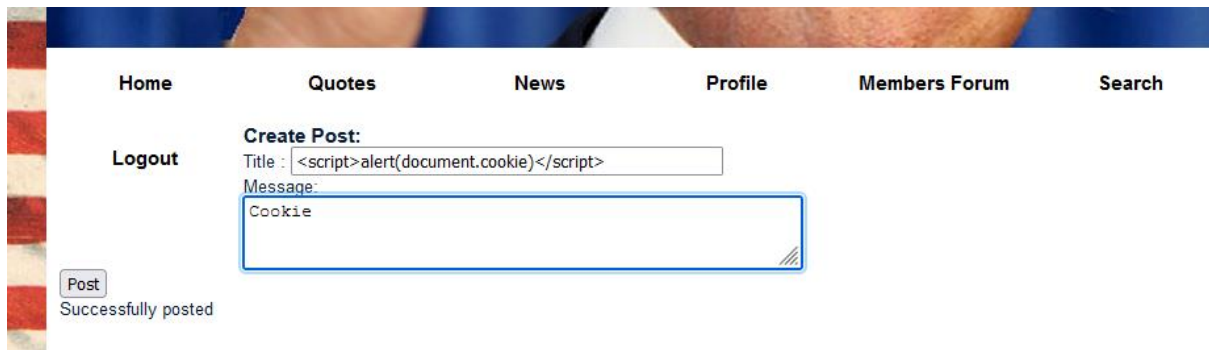 Home Quotes News Profile Members Forum Search
Logout
Create Post:
Title : <script>alert(document.cookie)</script>
Message:
Cookie
Post
Successfully posted